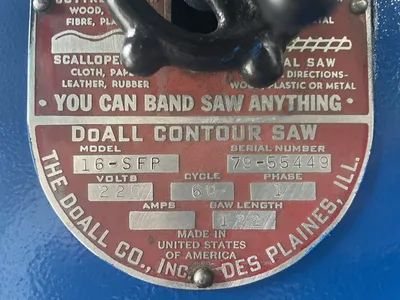 WOOD,
METAL
FIBRE, PLA
SCALLOPE
AL SAW
CLOTH, PAPE
DIRECTIONS-
LEATHER, RUBBER
PLASTIC OR METAL
• YOU CAN BAND SAW ANYTHING •
DOALL CONTOUR SAW
MODEL SERIAL NUMBER
16-SFP 79-55449
VOLTS CYCLE PHASE
220 60 1
AMPS SAW LENGTH
MADE IN
UNITED STATES
OF AMERICA
THE DOALL CO., INC. DES PLAINES, ILL.